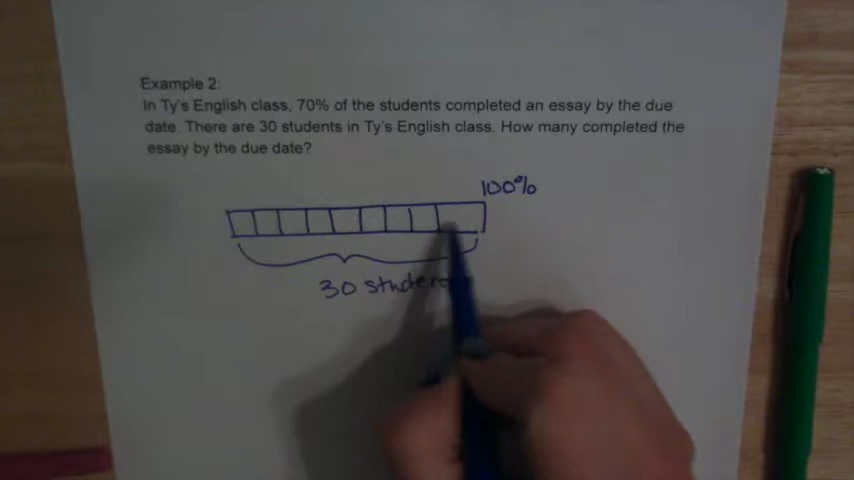 Example 2:
In Ty's English class, 70% of the students completed an essay by the due
date. There are 30 students in Ty's English class. How many completed the
essay by the due date?
100%
30